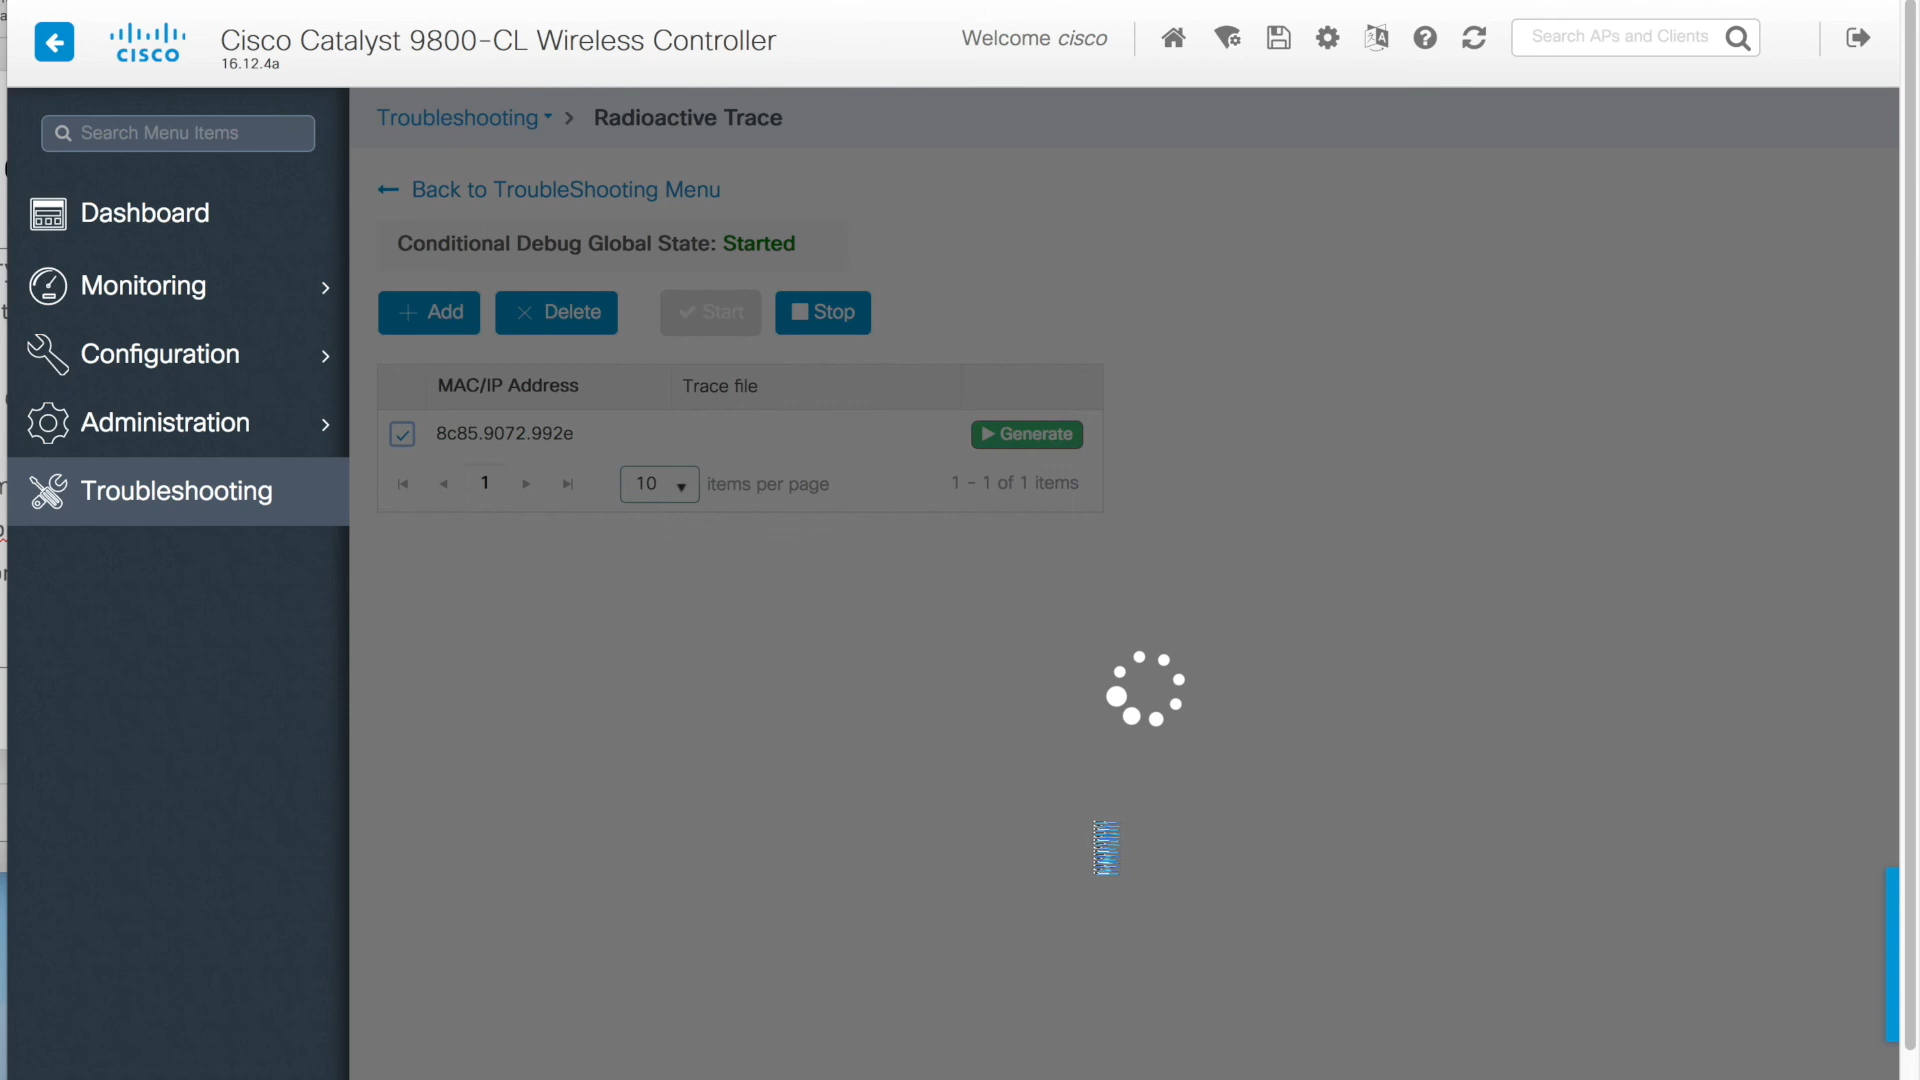 CISCO
Cisco Catalyst 9800-CL Wireless Controller
16.12.4a
Welcome cisco
Search APs and Clients
Search Menu Items
Dashboard
Monitoring
Configuration
Administration
Troubleshooting
Troubleshooting > Radioactive Trace
Back to TroubleShooting Menu
Conditional Debug Global State: Started
Add
Delete
Start
Stop
MAC/IP Address
Trace file
8c85.9072.992e
Generate
1
10
items per page
1 - 1 of 1 items